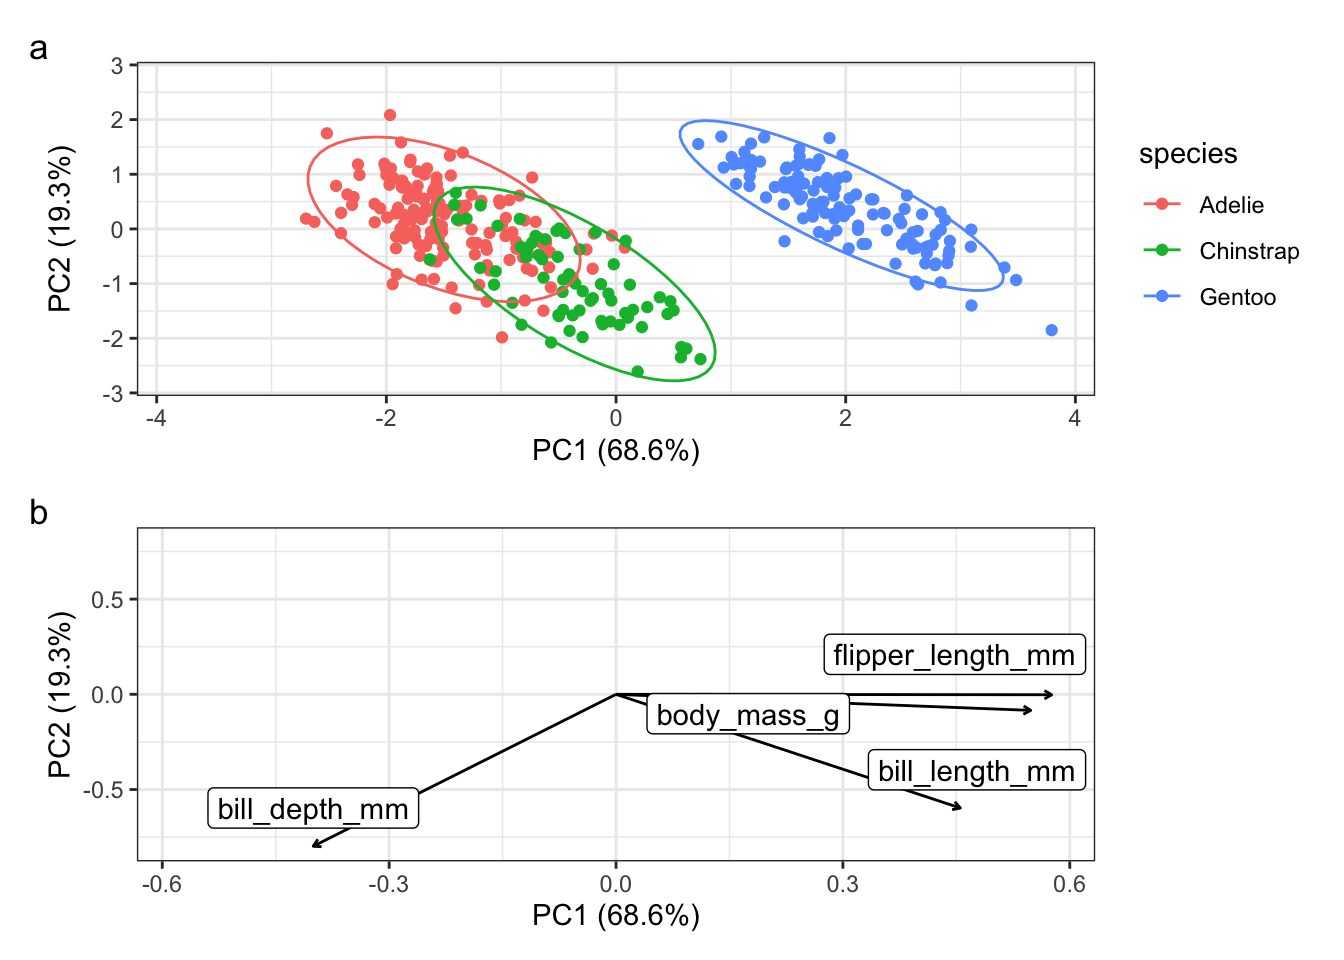 a
PC2 (19.3%)
3
2
1
0
-1
-2
-3
-4 -2 0 2 4
PC1 (68.6%)
species
Adelie
Chinstrap
Gentoo
b
PC2 (19.3%)
0.5
0.0
-0.5
flipper_length_mm
body_mass_g
bill_length_mm
bill_depth_mm
-0.6 -0.3 0.0 0.3 0.6
PC1 (68.6%)